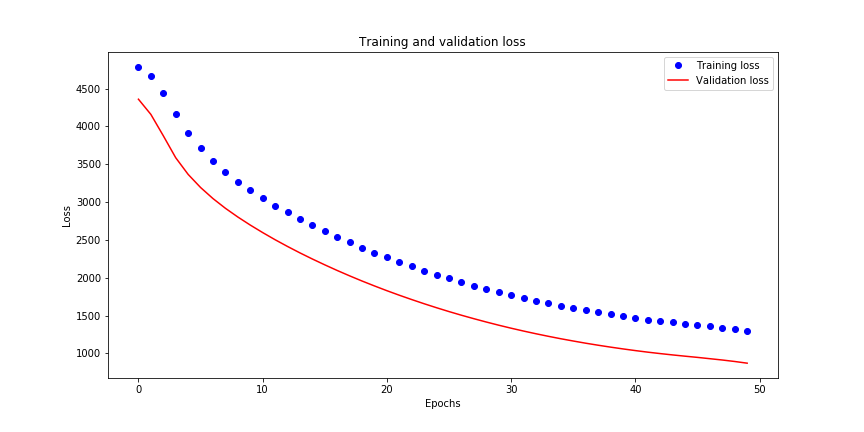 Training and validation loss
Training loss
Validation loss
4500
4000
3500
3000
2500
2000
1500
1000
Loss
0 10 20 30 40 50
Epochs